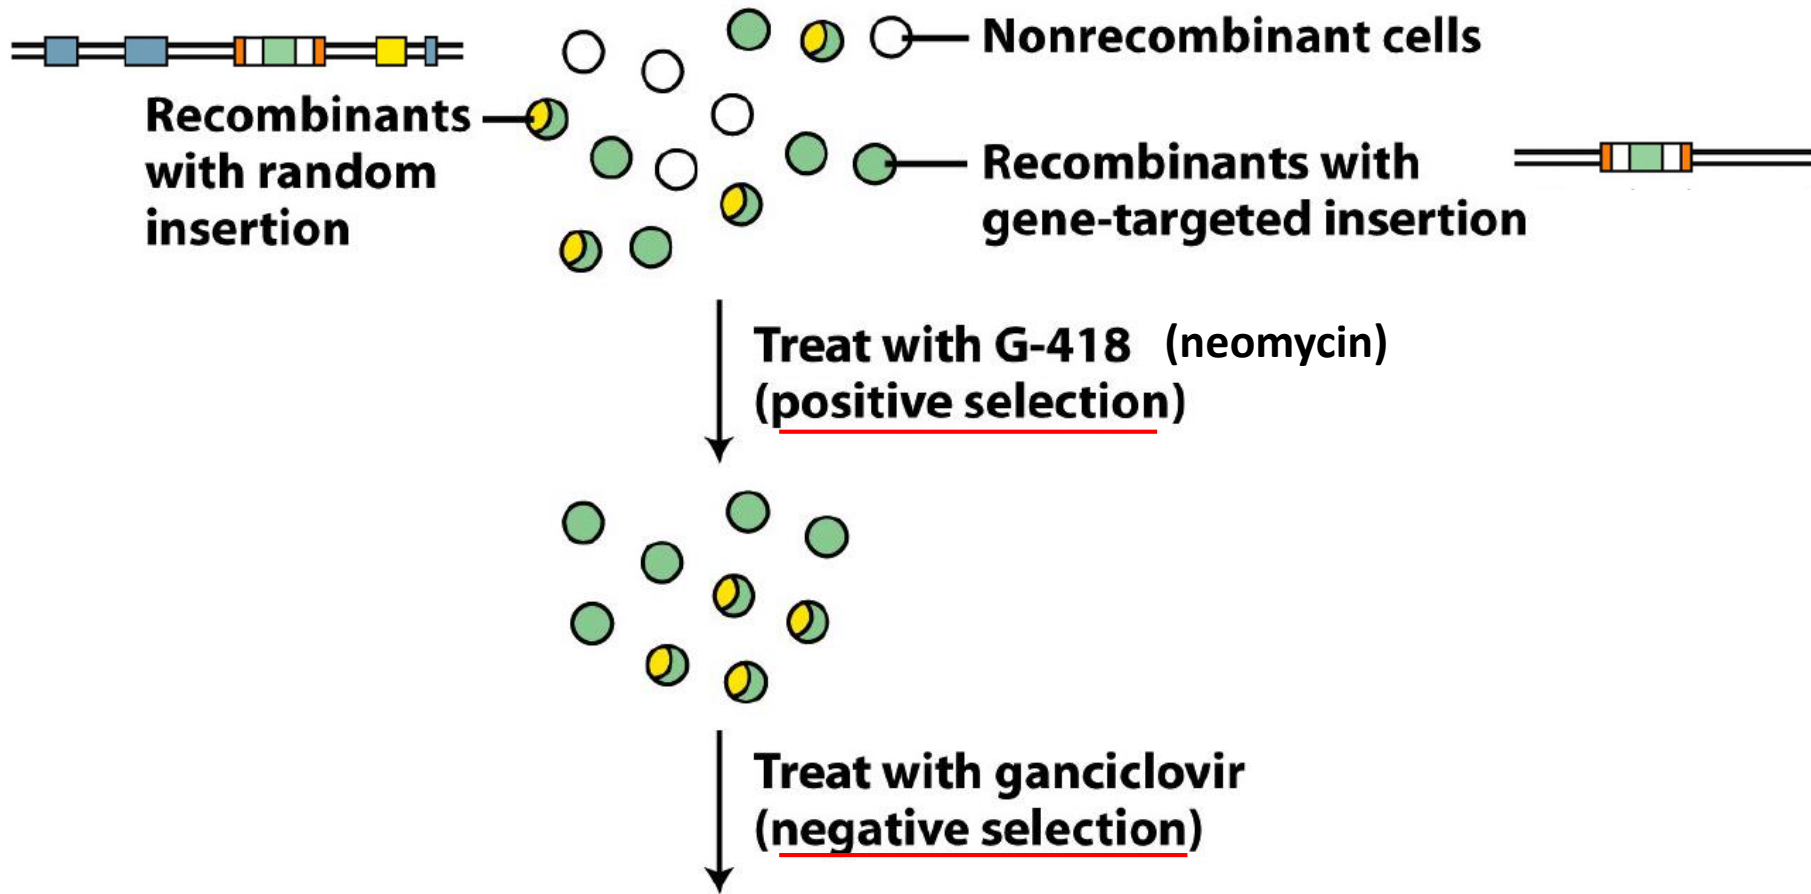 Nonrecombinant cells
Recombinants
with random
insertion
Recombinants with
gene-targeted insertion
Treat with G-418 (neomycin)
(positive selection)
Treat with ganciclovir
(negative selection)